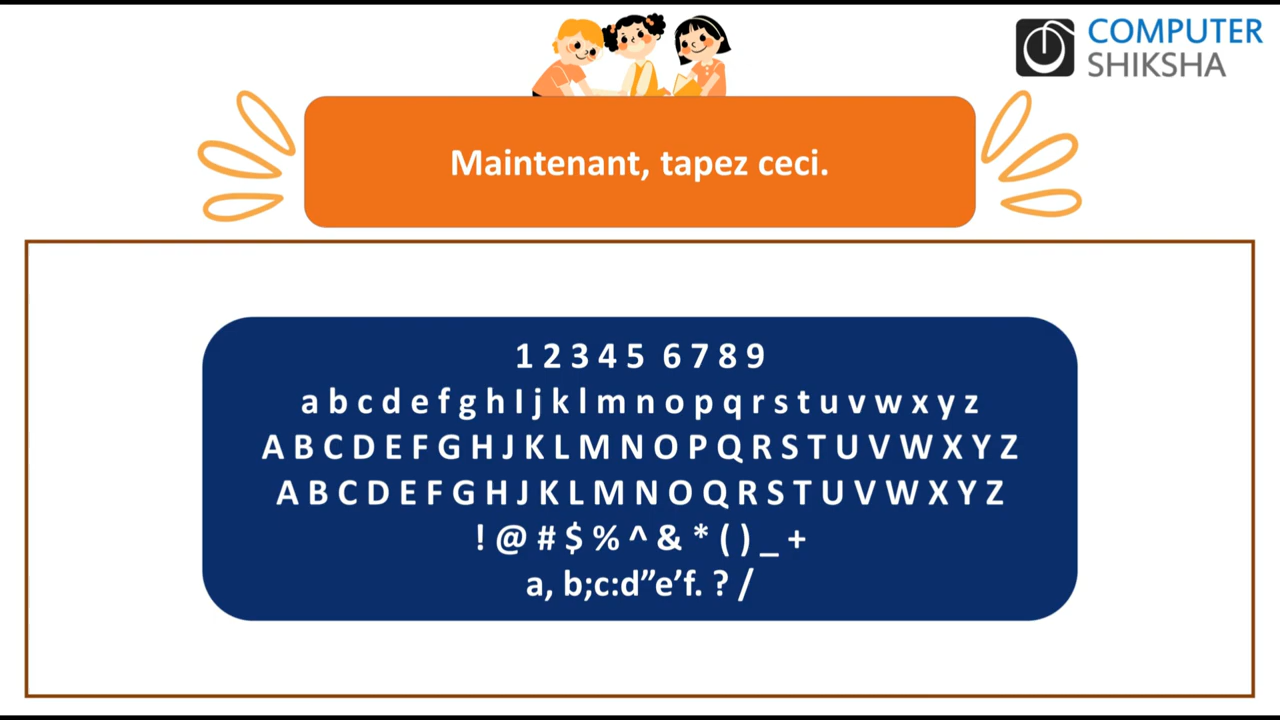 COMPUTER
SHIKSHA
Maintenant, tapez ceci.
1 2 3 4 5 6 7 8 9
a b c d e f g h I j k l m n o p q r s t u v w x y z
A B C D E F G H J K L M N O P Q R S T U V W X Y Z
A B C D E F G H J K L M N O Q R S T U V W X Y Z
! @ # $ % ^ & * ( ) _ +
a, b;c:d”e’f. ? /